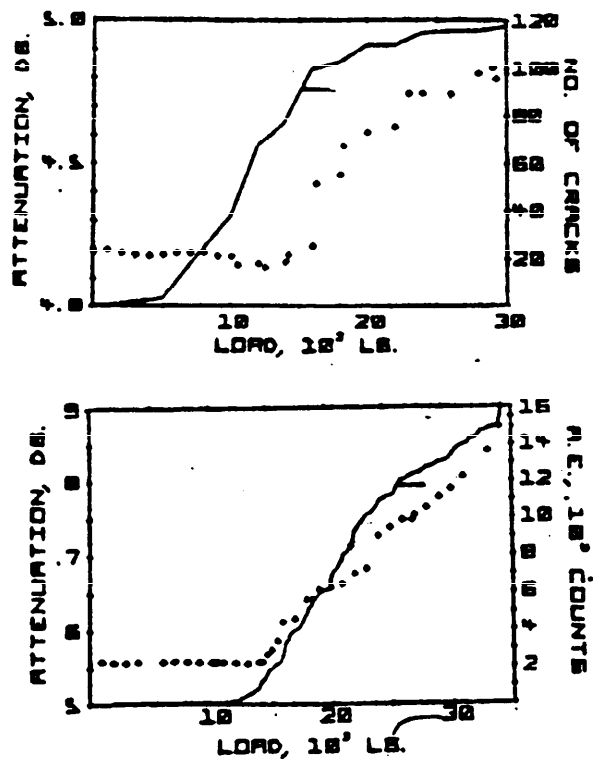 5.0
4.5
4.0
ATTENUATION, DB.
120
100
80
60
40
20
NO. OF CRACKS
10 20 30
LOAD, 10³ LB.
9
8
7
6
5
ATTENUATION, DB.
16
14
12
10
8
6
4
2
A.E., 10³ COUNTS
10 20 30
LOAD, 10³ LB.